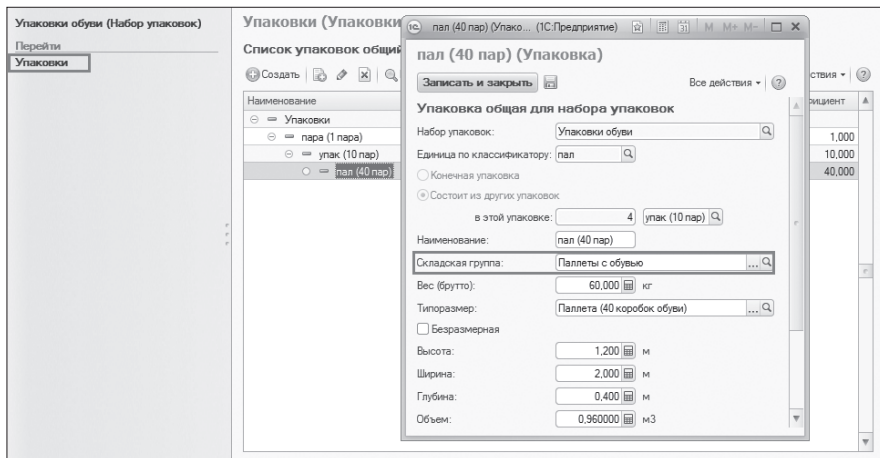 Упаковки обуви (Набор упаковок)
Перейти
Упаковки
Упаковки (Упаковки
Список упаковок общий
Создать
ствия
Наименование
ициент
Упаковки
пара (1 пара)
1,000
упак (10 пар)
10,000
пал (40 пар)
40,000
пал (40 пар) (Упако... (1С:Предприятие)
M M+ M-
пал (40 пар) (Упаковка)
Записать и закрыть
Все действия
Упаковка общая для набора упаковок
Набор упаковок: Упаковки обуви
Единица по классификатору: пал
Конечная упаковка
Состоит из других упаковок
в этой упаковке: 4 упак (10 пар)
Наименование: пал (40 пар)
Складская группа: Паллеты с обувью ...
Вес (брутто): 60,000 кг
Типоразмер: Паллета (40 коробок обуви) ...
Безразмерная
Высота: 1,200 м
Ширина: 2,000 м
Глубина: 0,400 м
Объем: 0,960000 м3